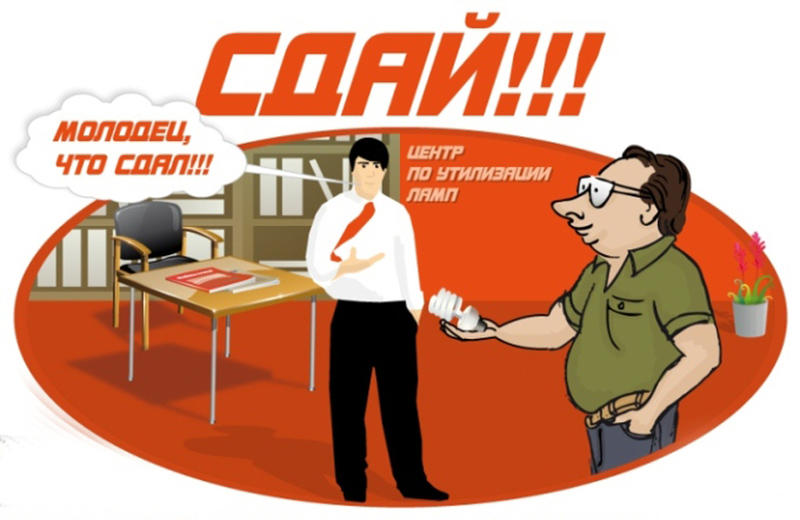 СДАЙ!!!
МОЛОДЕЦ,
ЧТО СДАЛ!!!
ЦЕНТР
ПО УТИЛИЗАЦИИ
ЛАМП